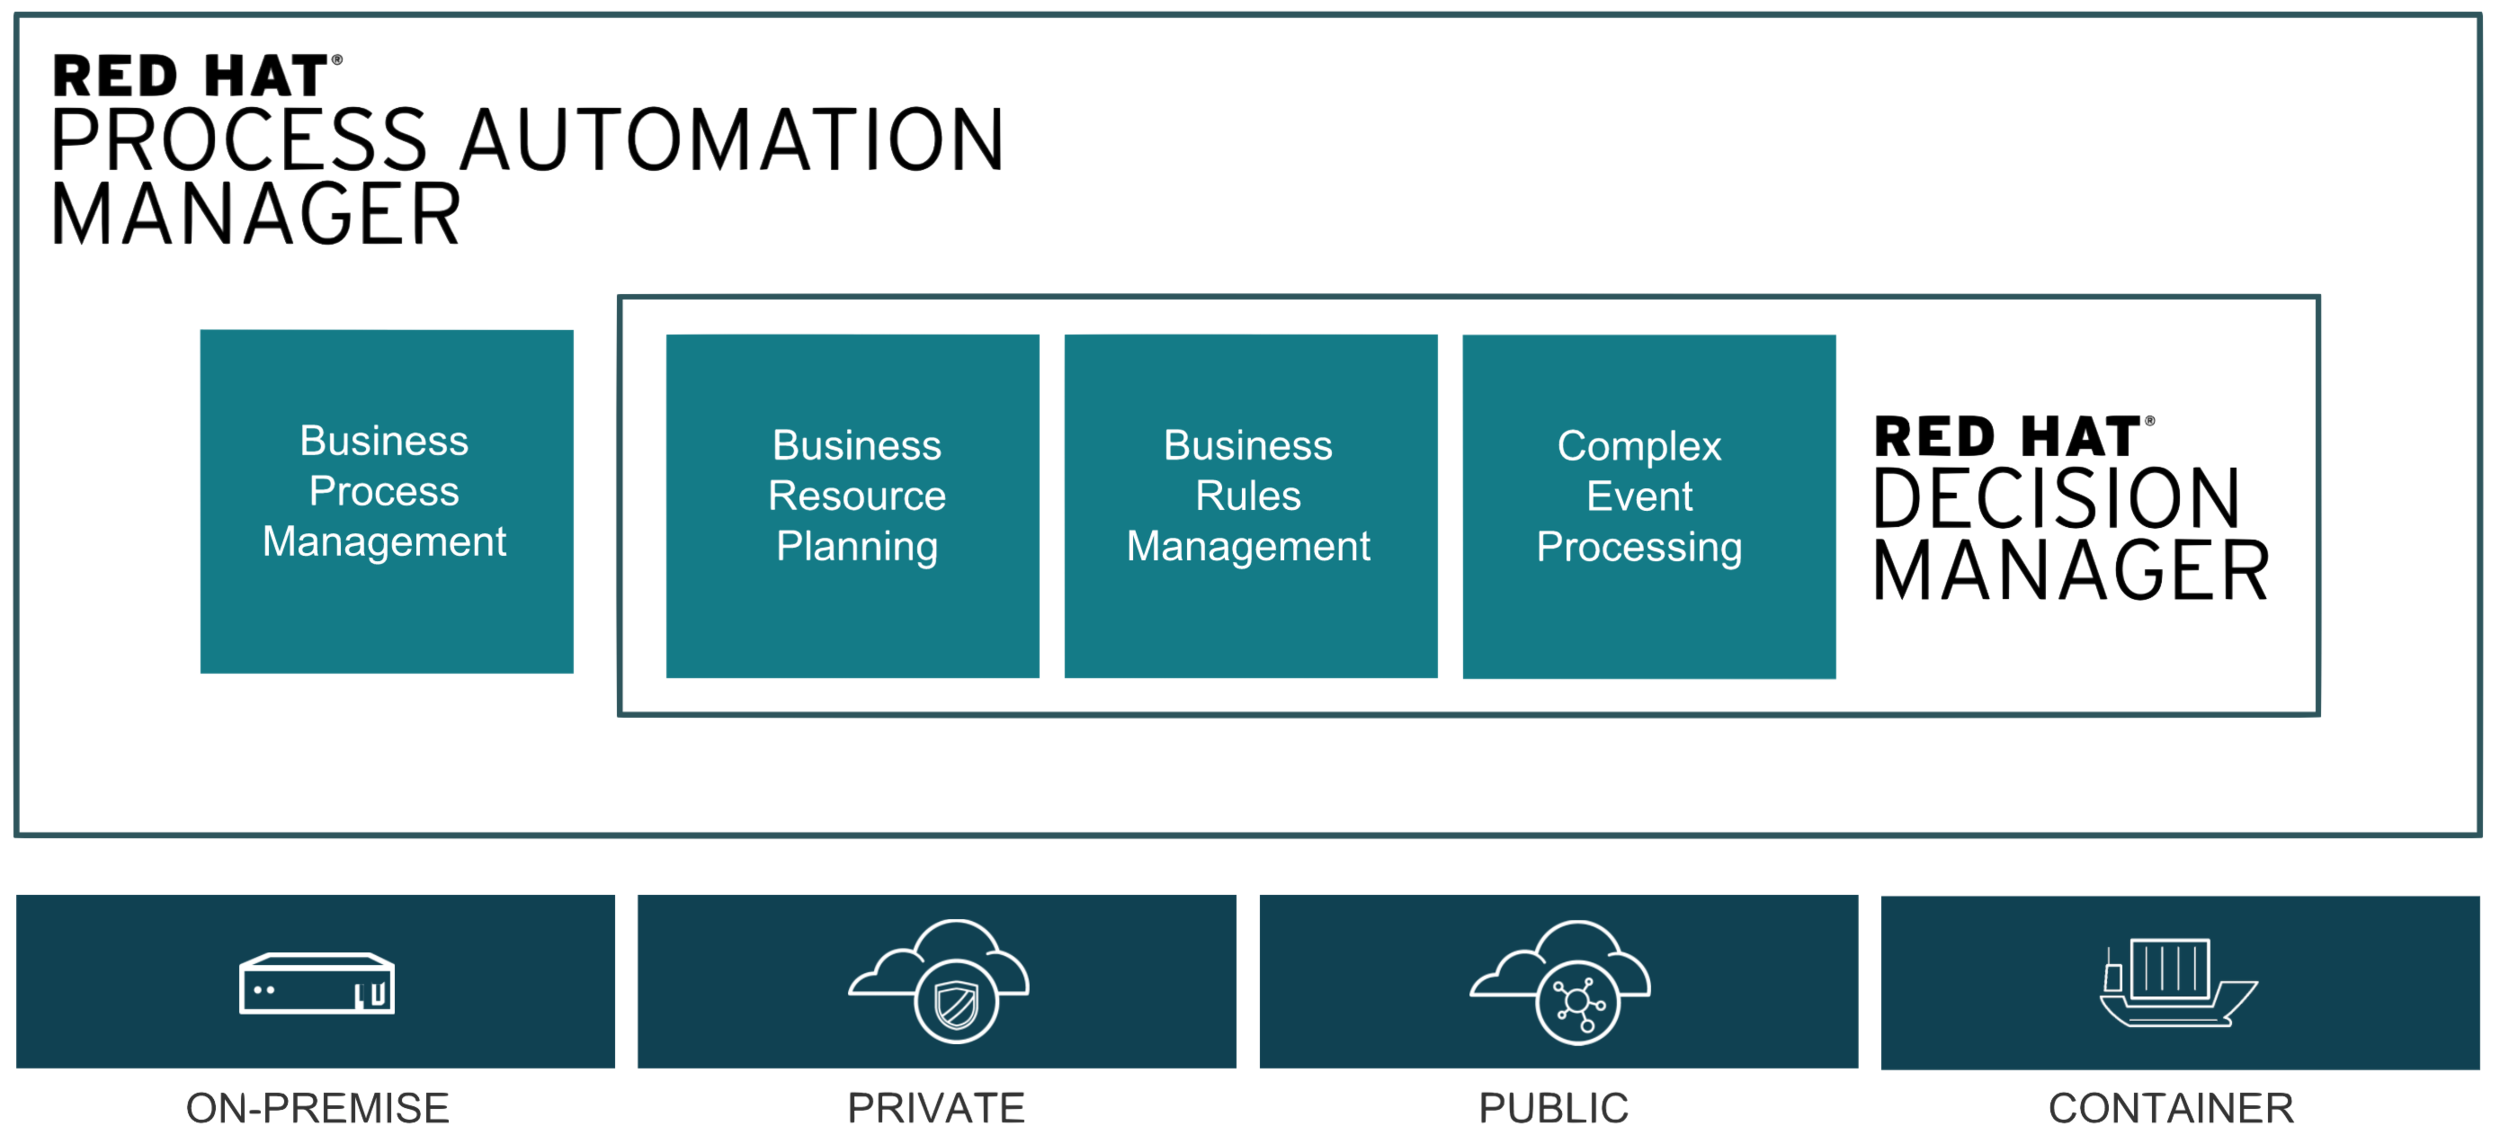 RED HAT®
PROCESS AUTOMATION
MANAGER
Business
Process
Management
Business
Resource
Planning
Business
Rules
Management
Complex
Event
Processing
RED HAT®
DECISION
MANAGER
ON-PREMISE
PRIVATE
PUBLIC
CONTAINER